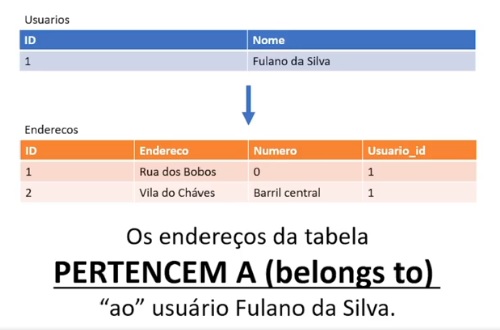 Usuarios
ID Nome
1 Fulano da Silva
Enderecos
ID Endereco Numero Usuario_id
1 Rua dos Bobos 0 1
2 Vila do Cháves Barril central 1
Os endereços da tabela
PERTENCEM A (belongs to)
“ao” usuário Fulano da Silva.